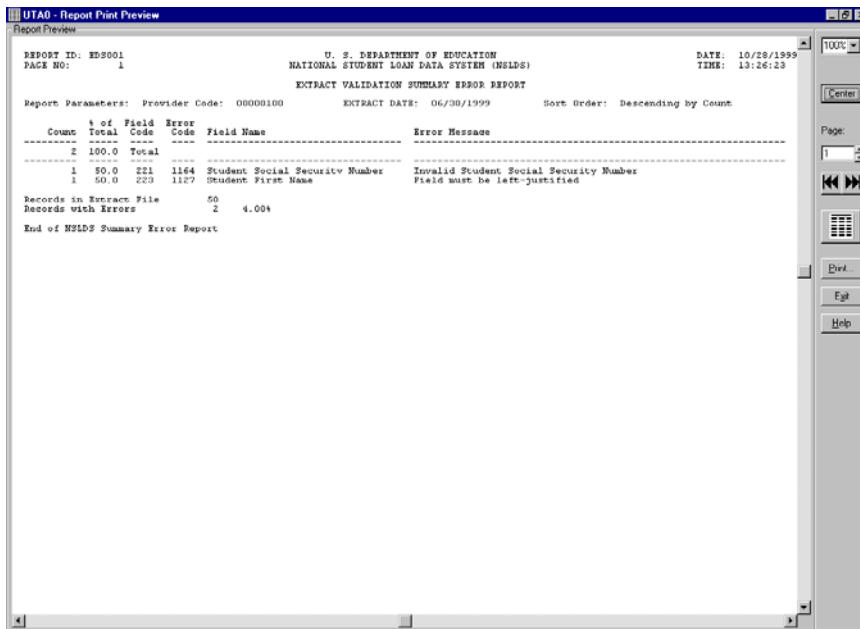 UTA0 - Report Print Preview
Report Preview
REPORT ID: EDS001 U. S. DEPARTMENT OF EDUCATION DATE: 10/28/1999
PAGE NO: 1 NATIONAL STUDENT LOAN DATA SYSTEM (NSLDS) TIME: 13:26:23
EXTRACT VALIDATION SUMMARY ERROR REPORT
Report Parameters: Provider Code: 00000100 EXTRACT DATE: 06/30/1999 Sort Order: Descending by Count
% of Field Error
Count Total Code Code Field Name Error Message
2 100.0 Total
1 50.0 221 1164 Student Social Security Number Invalid Student Social Security Number
1 50.0 223 1127 Student First Name Field must be left-justified
Records in Extract File 50
Records with Errors 2 4.00%
End of NSLDS Summary Error Report
100%
Center
Page:
1
Print...
Exit
Help